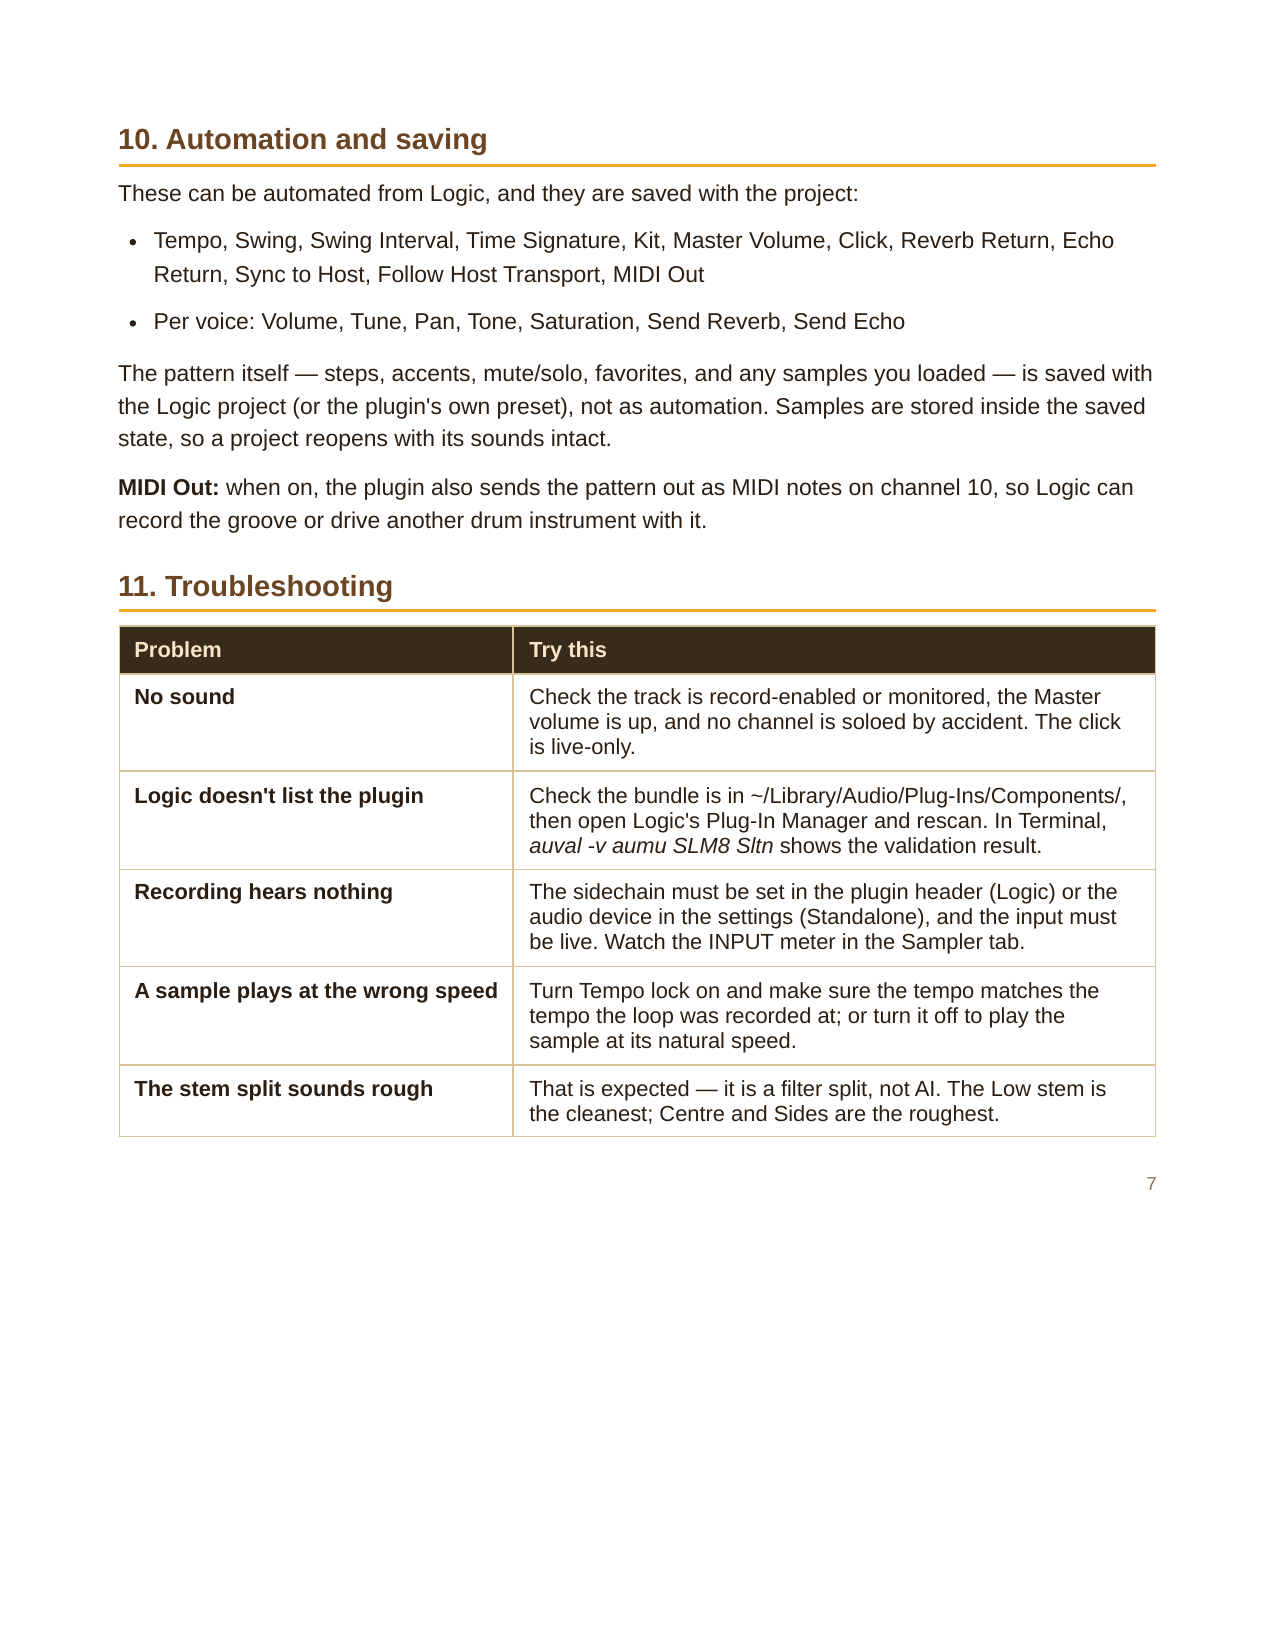 10. Automation and saving
These can be automated from Logic, and they are saved with the project:
• Tempo, Swing, Swing Interval, Time Signature, Kit, Master Volume, Click, Reverb Return, Echo
Return, Sync to Host, Follow Host Transport, MIDI Out
• Per voice: Volume, Tune, Pan, Tone, Saturation, Send Reverb, Send Echo
The pattern itself — steps, accents, mute/solo, favorites, and any samples you loaded — is saved with
the Logic project (or the plugin's own preset), not as automation. Samples are stored inside the saved
state, so a project reopens with its sounds intact.
MIDI Out: when on, the plugin also sends the pattern out as MIDI notes on channel 10, so Logic can
record the groove or drive another drum instrument with it.
11. Troubleshooting
Problem
Try this
No sound
Check the track is record-enabled or monitored, the Master
volume is up, and no channel is soloed by accident. The click
is live-only.
Logic doesn't list the plugin
Check the bundle is in ~/Library/Audio/Plug-Ins/Components/,
then open Logic's Plug-In Manager and rescan. In Terminal,
auval -v aumu SLM8 Sltn shows the validation result.
Recording hears nothing
The sidechain must be set in the plugin header (Logic) or the
audio device in the settings (Standalone), and the input must
be live. Watch the INPUT meter in the Sampler tab.
A sample plays at the wrong speed
Turn Tempo lock on and make sure the tempo matches the
tempo the loop was recorded at; or turn it off to play the
sample at its natural speed.
The stem split sounds rough
That is expected — it is a filter split, not AI. The Low stem is
the cleanest; Centre and Sides are the roughest.
7